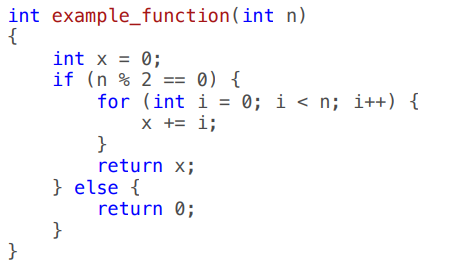 int example_function(int n)
{
    int x = 0;
    if (n % 2 == 0) {
        for (int i = 0; i < n; i++) {
            x += i;
        }
        return x;
    } else {
        return 0;
    }
}